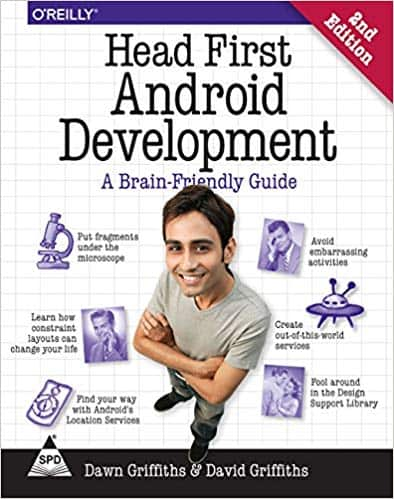 O'REILLY®
2nd
Edition
Head First
Android
Development
A Brain-Friendly Guide
Put fragments
under the
microscope
Avoid
embarrassing
activities
Learn how
constraint
layouts can
change your life
Create
out-of-this-world
services
Find your way
with Android's
Location Services
Fool around
in the Design
Support Library
SPD
Dawn Griffiths & David Griffiths